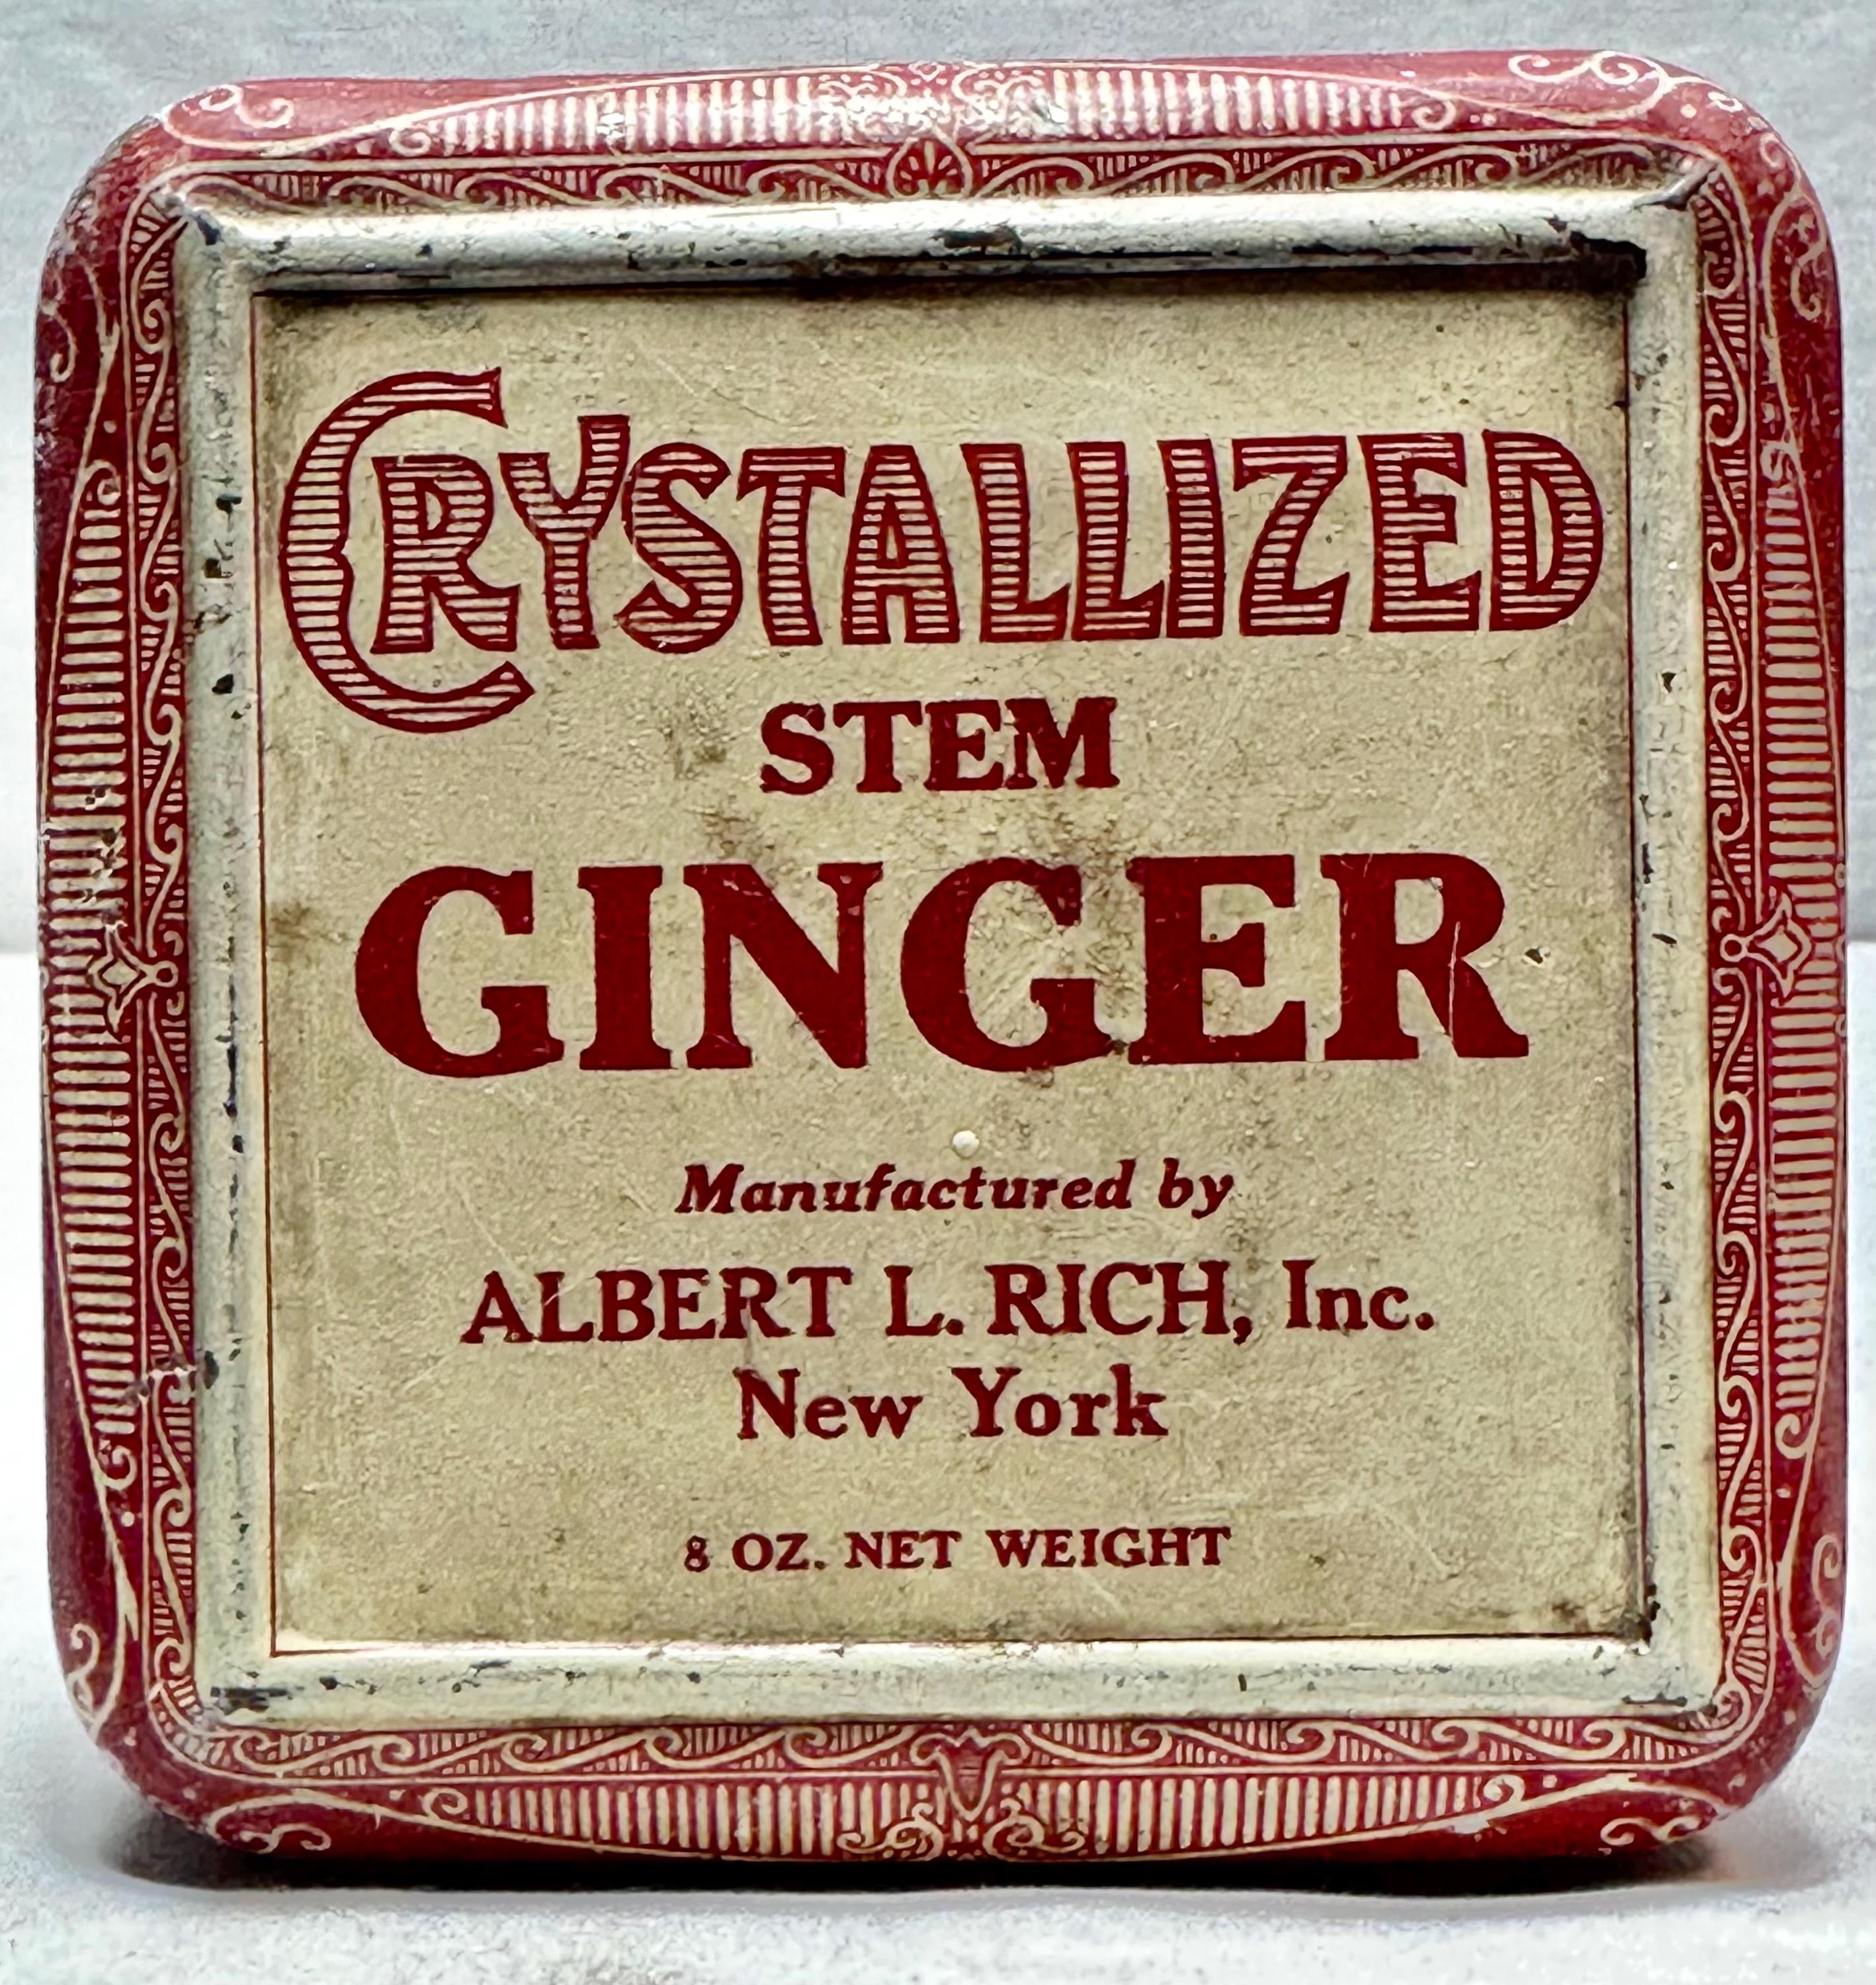 CRYSTALLIZED
STEM
GINGER
Manufactured by
ALBERT L. RICH, Inc.
New York
8 OZ. NET WEIGHT